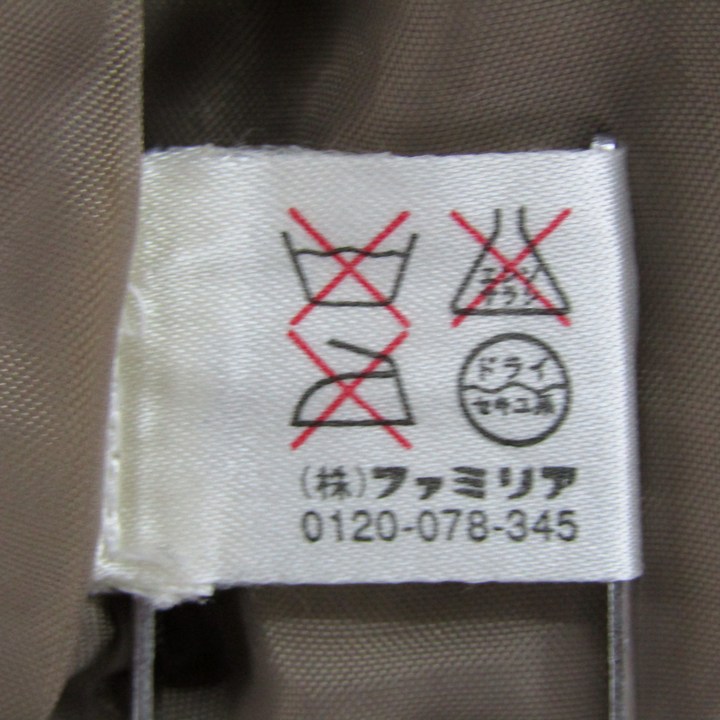 エンソ
サラシ
ドライ
セキユ系
(株)ファミリア
0120-078-345